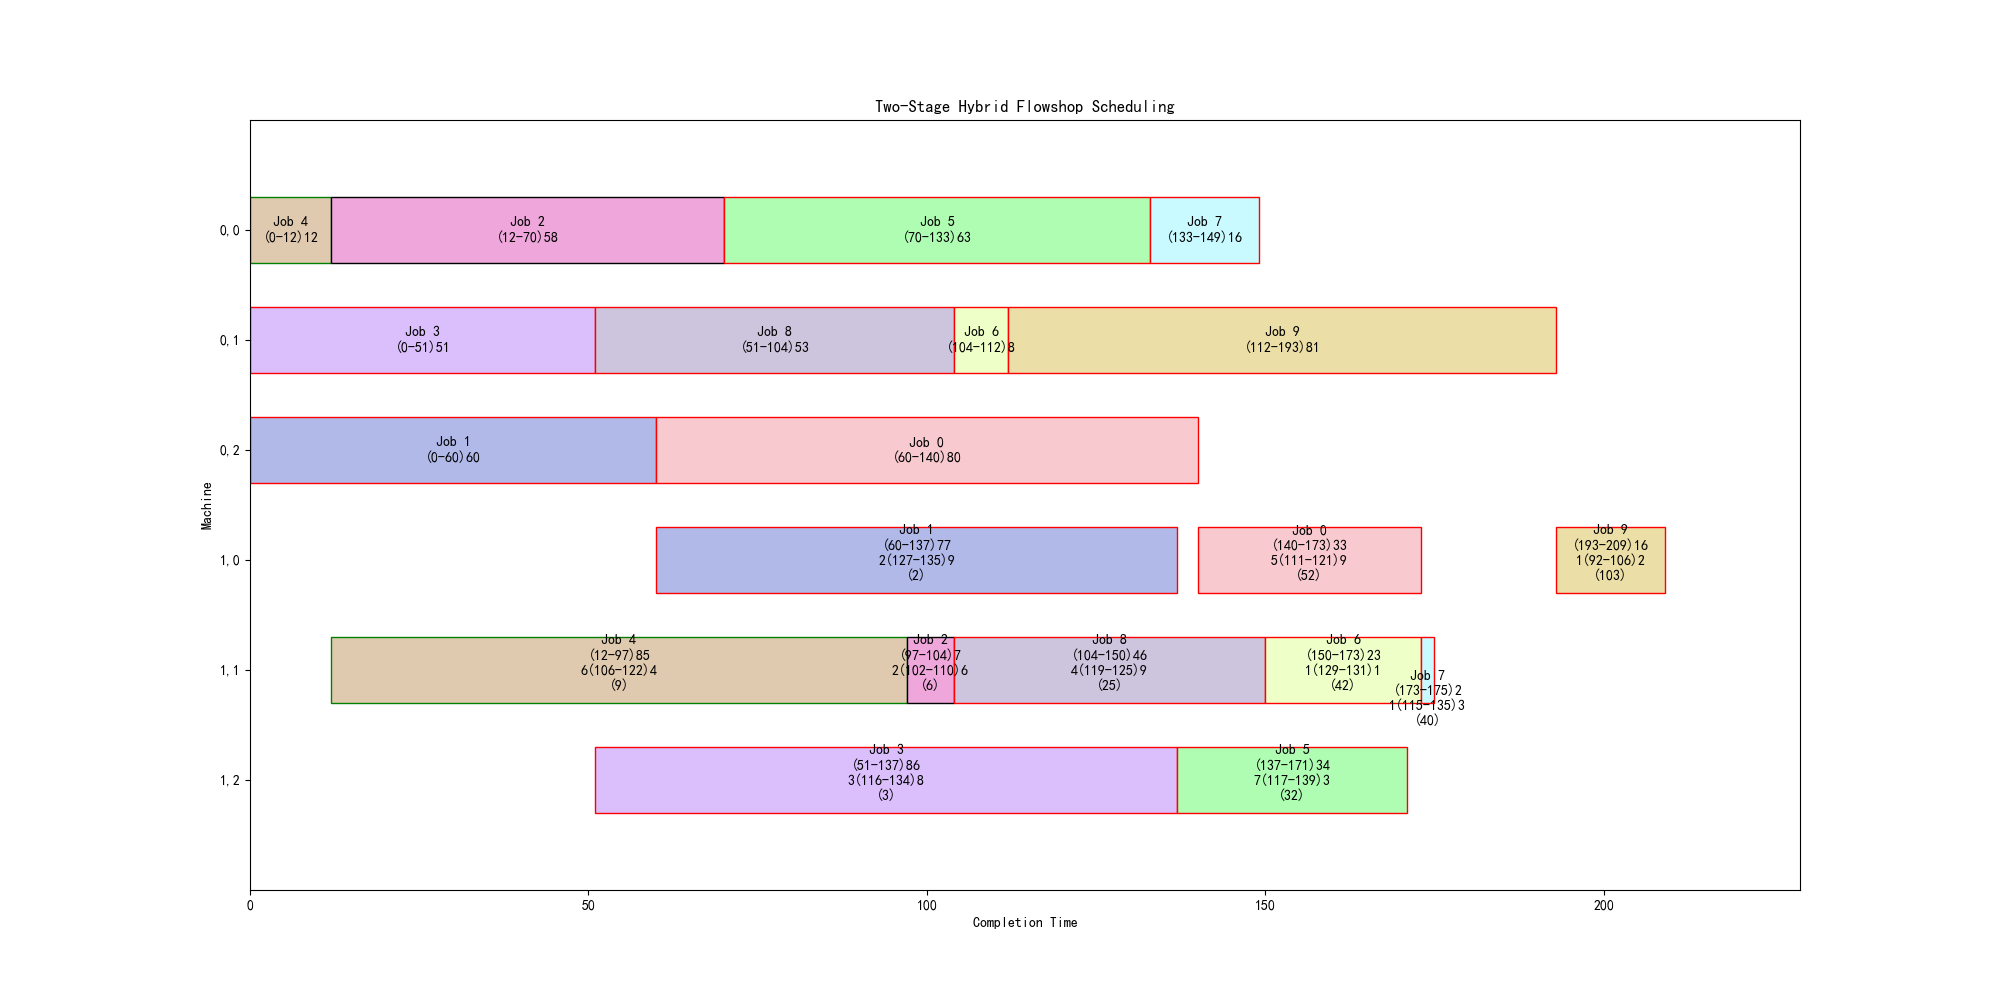 Two-Stage Hybrid Flowshop Scheduling
0,0
Job 4
(0-12)12
Job 2
(12-70)58
Job 5
(70-133)63
Job 7
(133-149)16
0,1
Job 3
(0-51)51
Job 8
(51-104)53
Job 6
(104-112)8
Job 9
(112-193)81
0,2
Job 1
(0-60)60
Job 0
(60-140)80
Machine
1,0
Job 1
(60-137)77
2(127-135)9
(2)
Job 0
(140-173)33
5(111-121)9
(52)
Job 9
(193-209)16
1(92-106)2
(103)
1,1
Job 4
(12-97)85
6(106-122)4
(9)
Job 2
(97-104)7
2(102-110)6
(6)
Job 8
(104-150)46
4(119-125)9
(25)
Job 6
(150-173)23
1(129-131)1
(42)
Job 7
(173-175)2
1(115-135)3
(40)
1,2
Job 3
(51-137)86
3(116-134)8
(3)
Job 5
(137-171)34
7(117-139)3
(32)
0
50
100
150
200
Completion Time